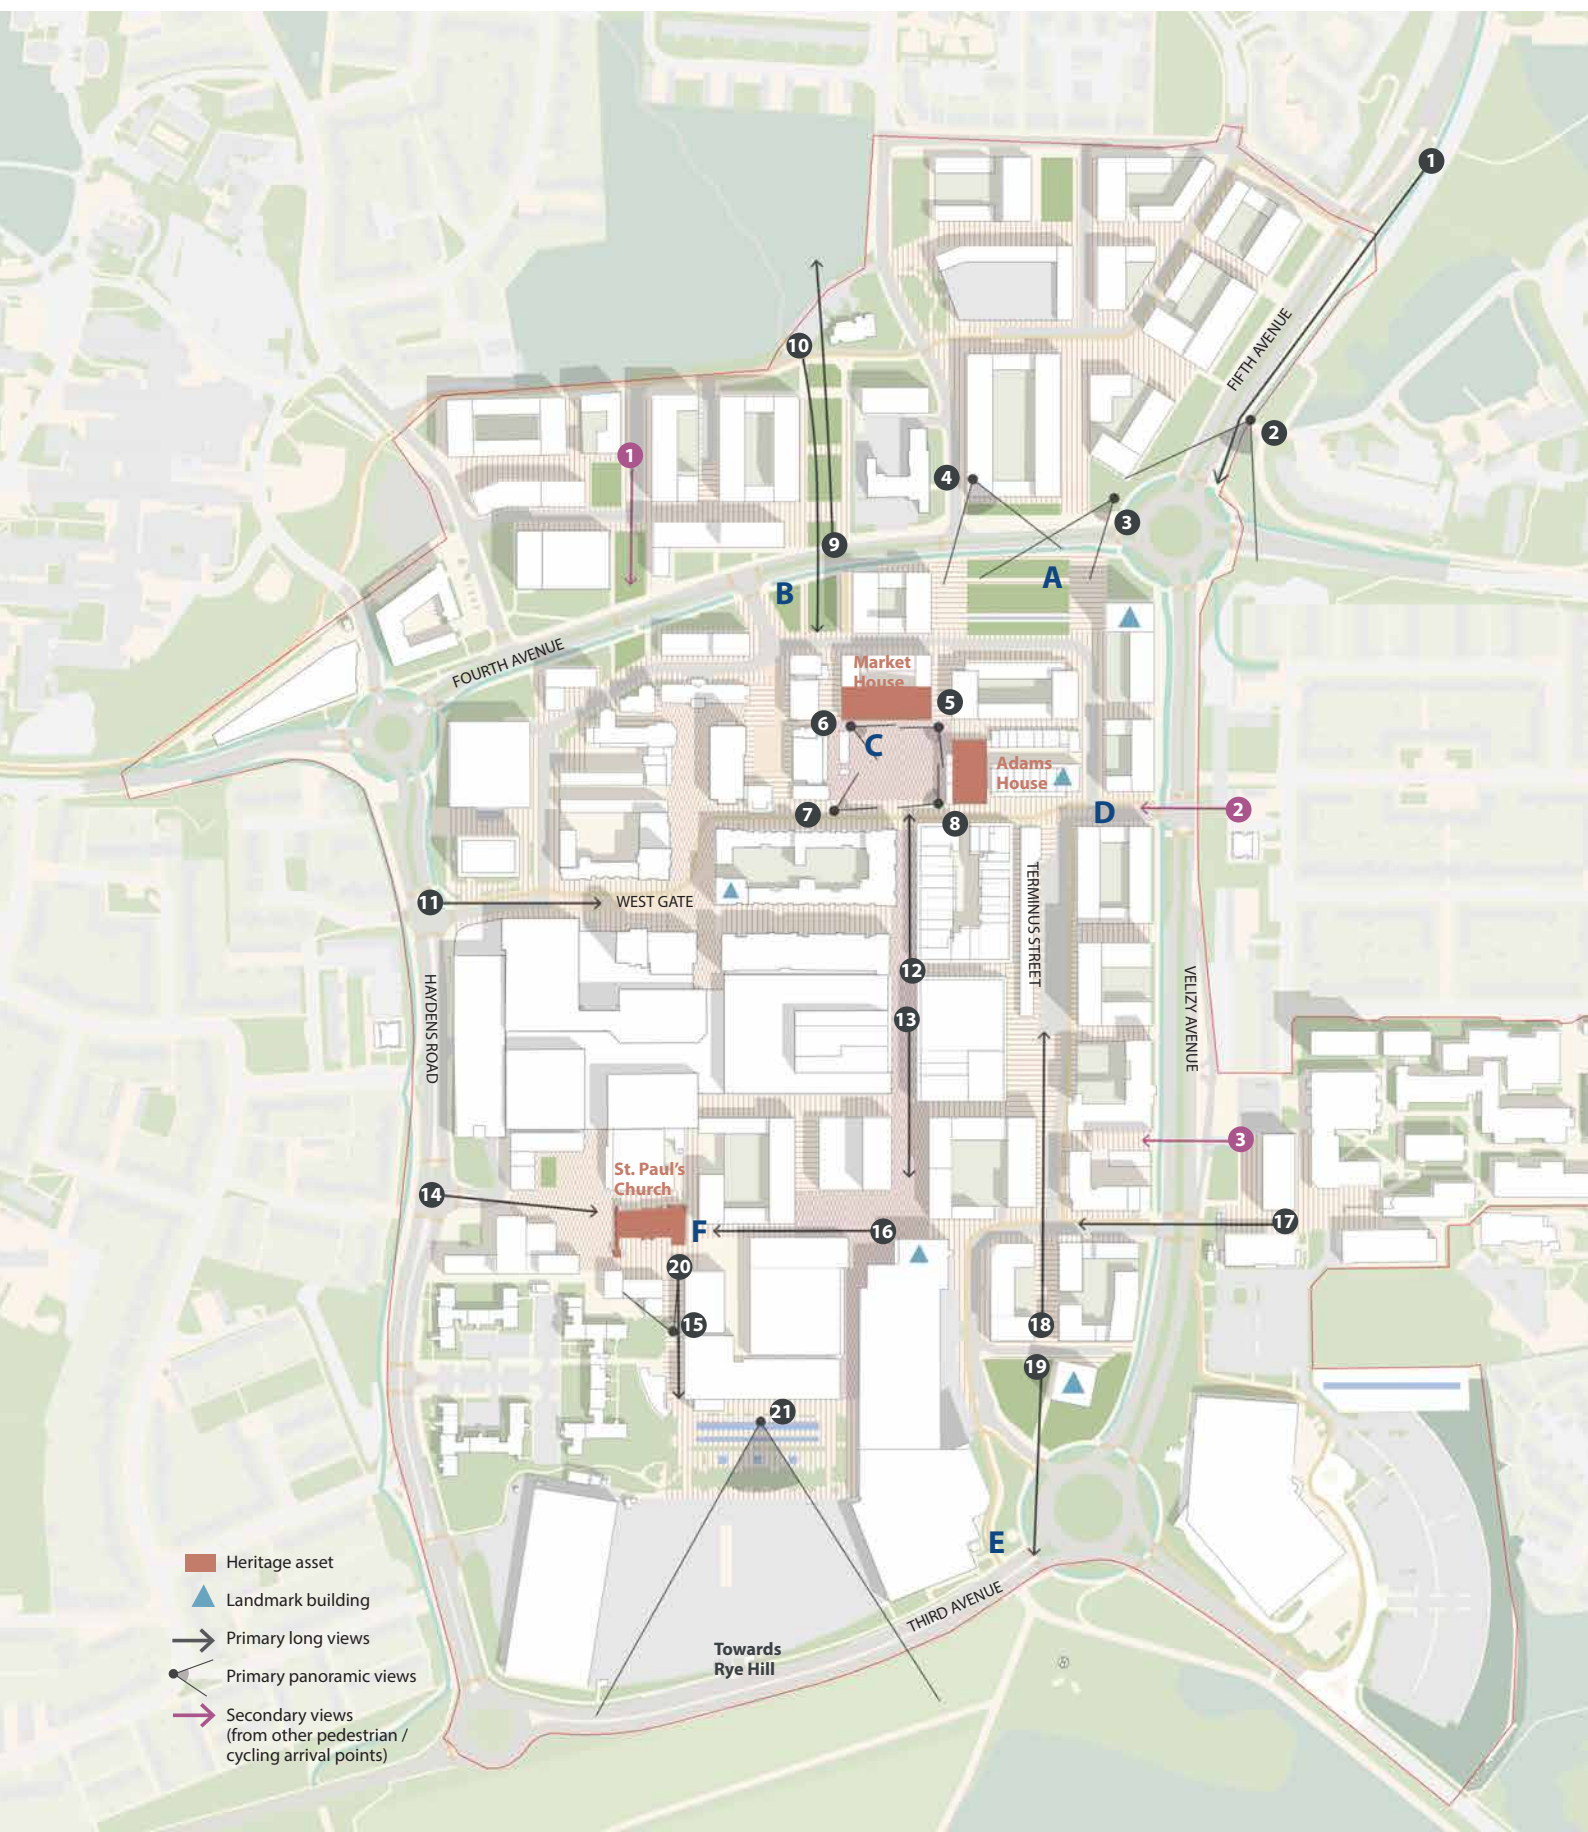 1
FIFTH AVENUE
10
2
1
4
3
9
A
B
FOURTH AVENUE
Market
House
5
6
C
Adams
House
7
8
D
2
TERMINUS STREET
11
WEST GATE
12
HAYDENS ROAD
VELIZY AVENUE
13
3
St. Paul's
Church
14
F
16
17
20
15
18
19
21
E
THIRD AVENUE
Towards
Rye Hill
Heritage asset
Landmark building
Primary long views
Primary panoramic views
Secondary views
(from other pedestrian /
cycling arrival points)